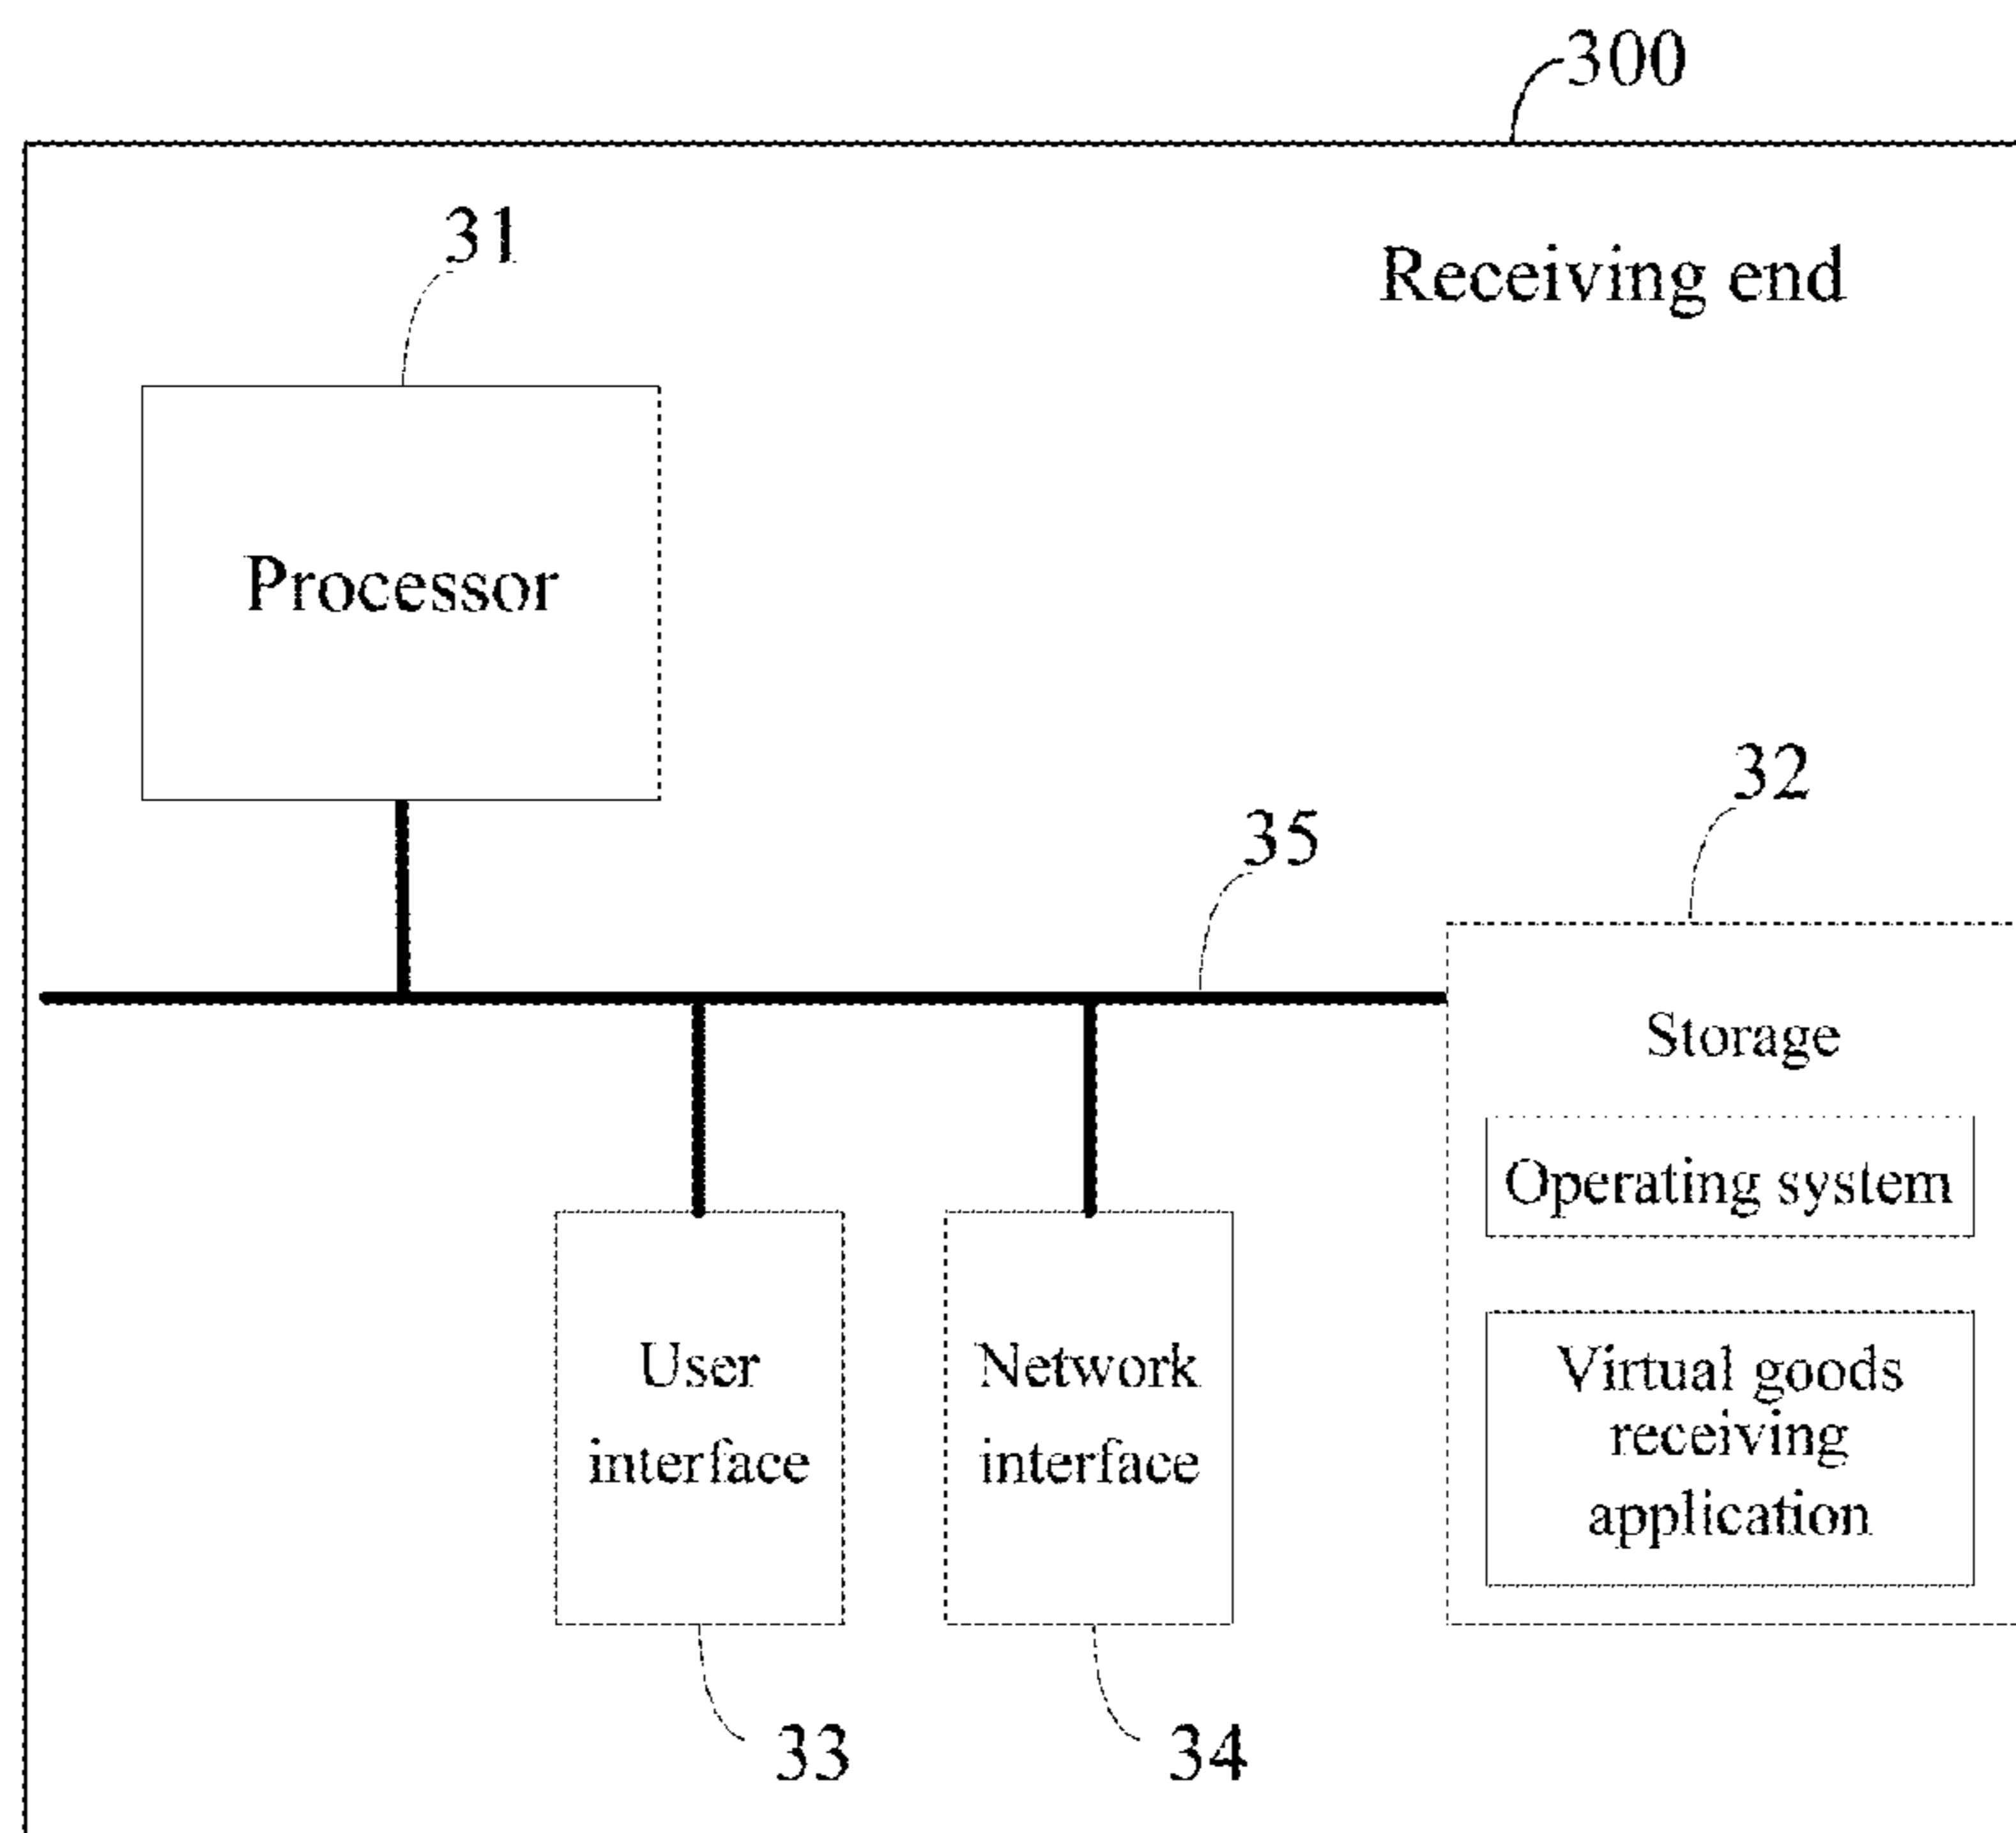 300
31
Receiving end
Processor
32
35
Storage
Operating system
User
interface
Network
interface
Virtual goods
receiving
application
33
34